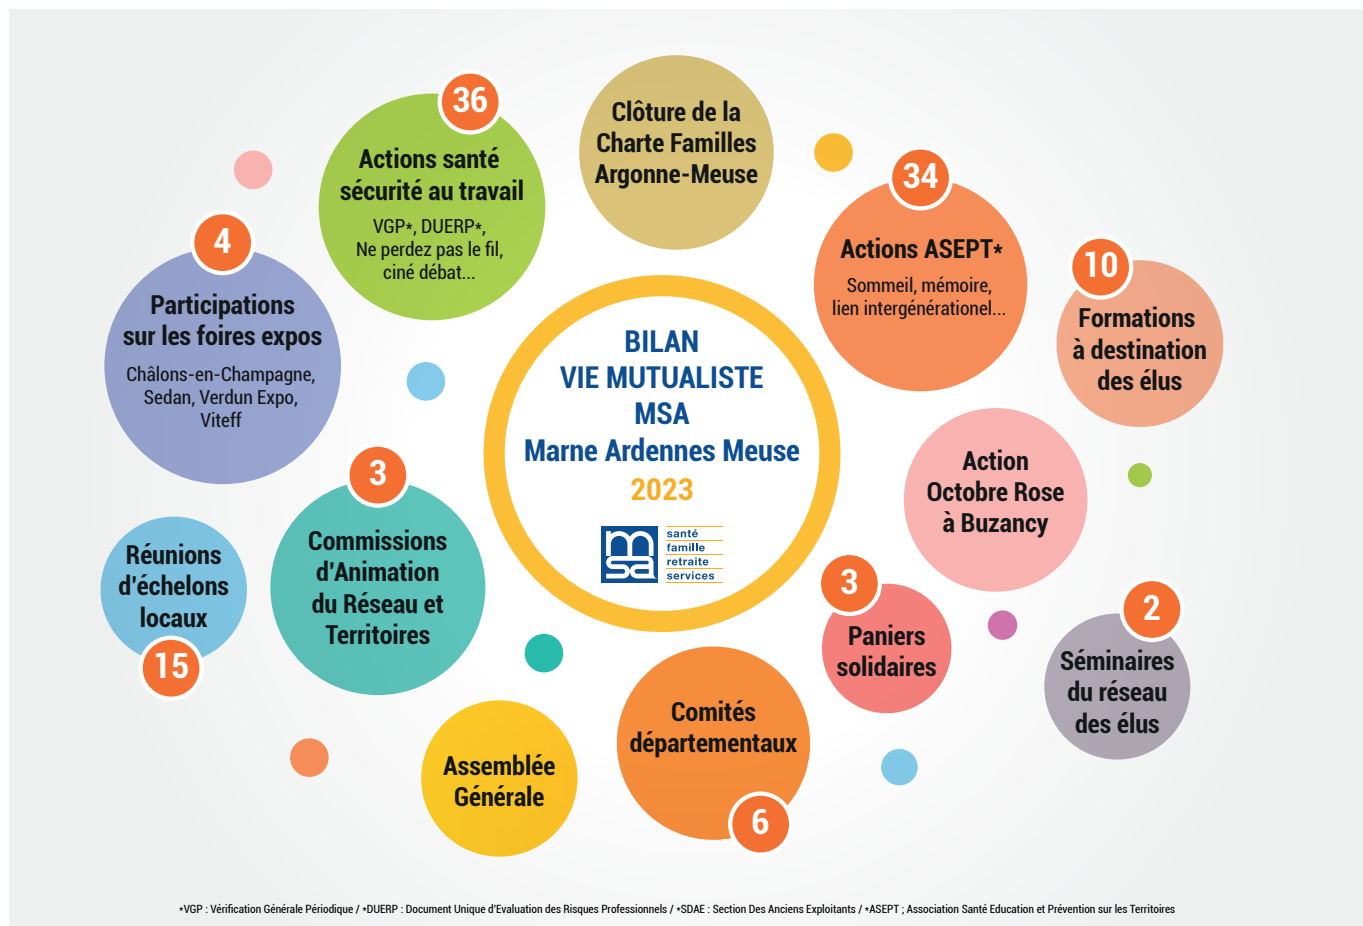 36
Actions santé
sécurité au travail
VGP*, DUERP*,
Ne perdez pas le fil,
ciné débat...
Clôture de la
Charte Familles
Argonne-Meuse
34
Actions ASEPT*
Sommeil, mémoire,
lien intergénérationel...
4
Participations
sur les foires expos
Châlons-en-Champagne,
Sedan, Verdun Expo,
Viteff
10
Formations
à destination
des élus
BILAN
VIE MUTUALISTE
MSA
Marne Ardennes Meuse
2023
msa
santé
famille
retraite
services
Action
Octobre Rose
à Buzancy
3
Commissions
d'Animation
du Réseau et
Territoires
Réunions
d'échelons
locaux
15
3
Paniers
solidaires
2
Séminaires
du réseau
des élus
Assemblée
Générale
Comités
départementaux
6
*VGP : Vérification Générale Périodique / *DUERP : Document Unique d'Evaluation des Risques Professionnels / *SDAE : Section Des Anciens Exploitants / *ASEPT ; Association Santé Education et Prévention sur les Territoires